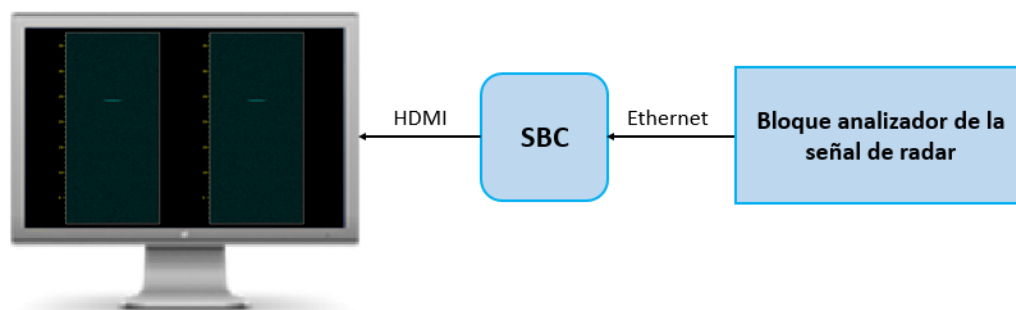 HDMI
SBC
Ethernet
Bloque analizador de la
señal de radar